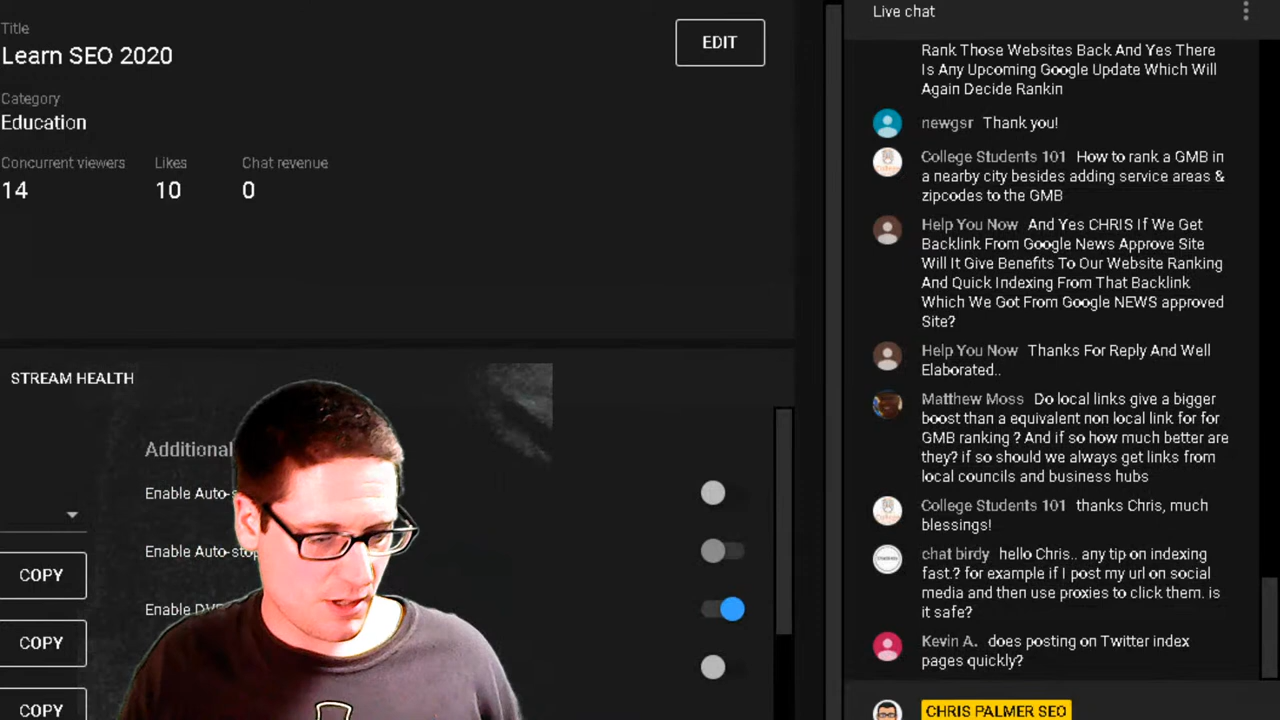 Title
Learn SEO 2020
EDIT
Category
Education
Concurrent viewers
Likes
Chat revenue
14
10
0
STREAM HEALTH
Additional
Enable Auto-s
Enable Auto-stop
Enable DV
COPY
COPY
COPY
Live chat
Rank Those Websites Back And Yes There
Is Any Upcoming Google Update Which Will
Again Decide Rankin
newgsr Thank you!
College Students 101 How to rank a GMB in
a nearby city besides adding service areas &
zipcodes to the GMB
Help You Now And Yes CHRIS If We Get
Backlink From Google News Approve Site
Will It Give Benefits To Our Website Ranking
And Quick Indexing From That Backlink
Which We Got From Google NEWS approved
Site?
Help You Now Thanks For Reply And Well
Elaborated..
Matthew Moss Do local links give a bigger
boost than a equivalent non local link for for
GMB ranking ? And if so how much better are
they? if so should we always get links from
local councils and business hubs
College Students 101 thanks Chris, much
blessings!
chat birdy hello Chris.. any tip on indexing
fast.? for example if I post my url on social
media and then use proxies to click them. is
it safe?
Kevin A. does posting on Twitter index
pages quickly?
CHRIS PALMER SEO